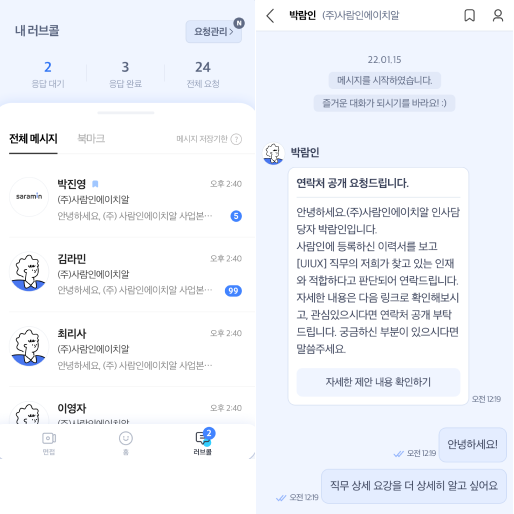 내 러브콜
요청관리 >
N
2
3
24
응답 대기
응답 완료
전체 요청
전체 메시지
북마크
메시지 저장기한 ?
saramin
박진영
오후 2:40
(주)사람인에이치알
안녕하세요, (주) 사람인에이치알 사업본…
5
김라민
오후 2:40
(주)사람인에이치알
안녕하세요, (주) 사람인에이치알 사업본…
99
최리사
오후 2:40
(주)사람인에이치알
안녕하세요, (주) 사람인에이치알 사업본…
이영자
오후 2:40
(주)사람인에이치알
면접
홈
러브콜
2
박람인 (주)사람인에이치알
22.01.15
메시지를 시작하였습니다.
즐거운 대화가 되시기를 바라요! :)
박람인
연락처 공개 요청드립니다.
안녕하세요.(주)사람인에이치알 인사담
당자 박람인입니다.
사람인에 등록하신 이력서를 보고
[UIUX] 직무의 저희가 찾고 있는 인재
와 적합하다고 판단되어 연락드립니다.
자세한 내용은 다음 링크로 확인해보시
고, 관심있으시다면 연락처 공개 부탁
드립니다. 궁금하신 부분이 있으시다면
말씀주세요.
자세한 제안 내용 확인하기
오전 12:19
안녕하세요!
오전 12:19
직무 상세 요강을 더 상세히 알고 싶어요
오전 12:19